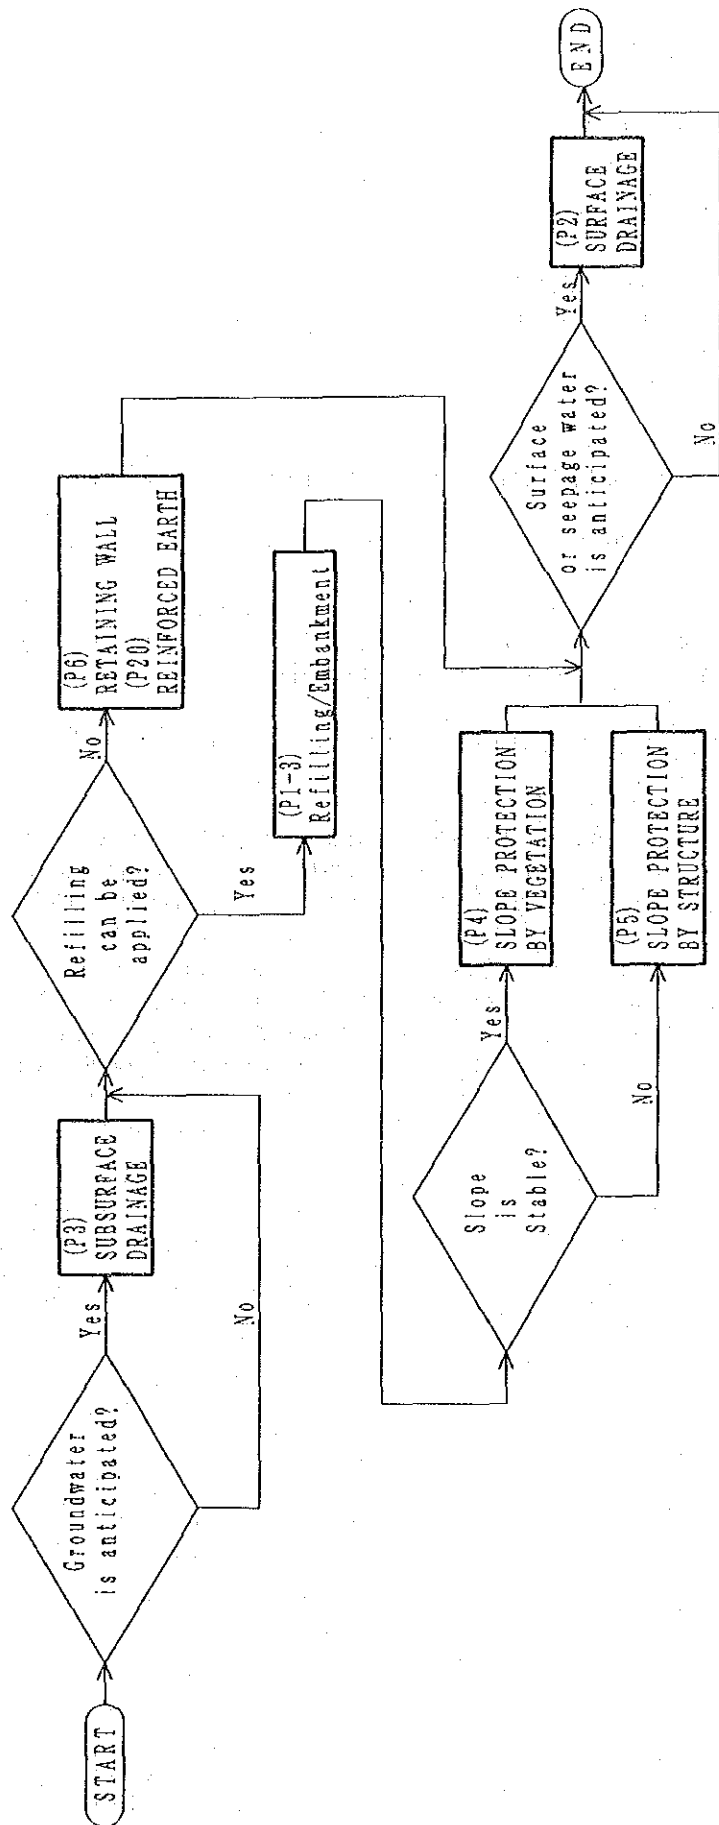 START
Groundwater
is anticipated?
Yes
No
(P3)
SUBSURFACE
DRAINAGE
Refilling
can be
applied?
No
Yes
(P6)
RETAINING WALL
(P20)
REINFORCED EARTH
(P1-3)
Refilling/Embankment
Slope
is
Stable?
Yes
No
(P4)
SLOPE PROTECTION
BY VEGETATION
(P5)
SLOPE PROTECTION
BY STRUCTURE
Surface
or seepage water
is anticipated?
Yes
No
(P2)
SURFACE
DRAINAGE
END